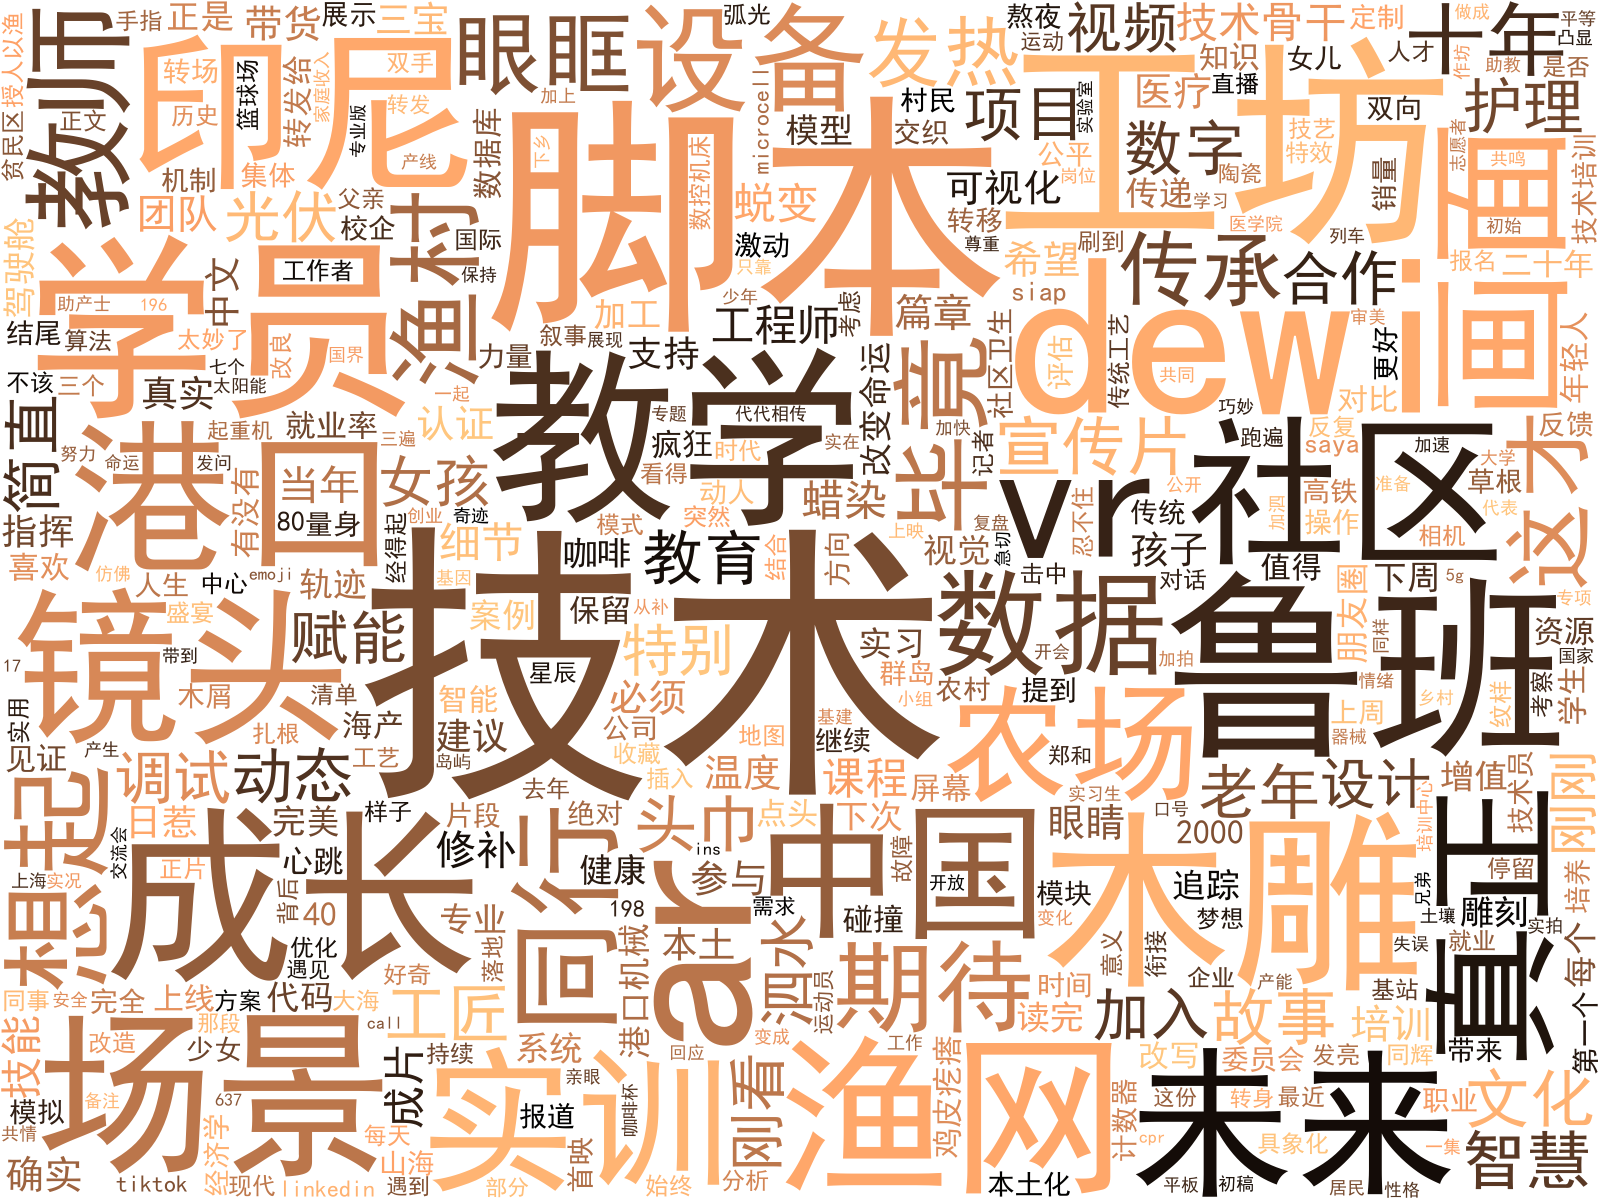 技术
脚本
教学
工坊
dewi
鲁班
社区
vr
学员
印尼
镜头
港口
成长
场景
实训
渔网
木雕
未来
真正
中国
ar
同行
期待
数据
农场
毕竟
直播
画面
教师
眼眶
设备
发热
视频
十年
护理
这才
传承
合作
项目
数字
渔村
光伏
团队
带货
三宝
正是
手指
展示
弧光
熬夜
运动
技术骨干
定制
知识
女儿
人才
做成
平等
凸显
作坊
助教
是否
医疗
村民
交织
模型
microcell
实验室
双向
技艺
特效
公平
岗位
陶瓷
销量
志愿者
共鸣
技术培训
初始
学习
传递
转移
尊重
可视化
蜕变
激动
只靠
数控机床
下乡
加上
双手
转发
转发给
家庭收入
篮球场
专业版
产线
转场
历史
正文
贫民区
授人以渔
机制
集体
父亲
校企
数据库
国际
保持
工作者
中文
驾驶舱
助产士
196
结尾
算法
太妙了
改良
国界
七个
太阳能
三个
不该
真实
力量
叙事
展现
加工
支持
工程师
少年
考虑
篇章
希望
siap
刷到
医学院
列车
报名
二十年
审美
更好
年轻人
社区卫生
评估
传统工艺
共同
对比
巧妙
反复
saya
跑遍
加速
大学
反馈
草根
准备
代表
高铁
操作
相机
公开
传统
加固
孩子
对话
值得
下周
5g
朋友圈
专项
资源
国家
同样
情绪
乡村
考察
学生
纹样
上周
器械
简直
努力
命运
发问
起重机
就业率
三遍
认证
专题
代代相传
疯狂
时代
一起
实在
加快
改变命运
记者
宣传片
看得
动人
突然
蜡染
模式
女孩
当年
80量身
有没有
经得起
创业
奇迹
细节
咖啡
教育
结合
方向
视觉
上映
复盘
急切
忍不住
击中
指挥
喜欢
仿佛
人生
中心
emoji
轨迹
基因
案例
保留
从补
特别
实习
开会
加拍
群岛
小组
农村
提到
盛宴
赋能
星辰
智能
必须
公司
收藏
地图
基建
继续
郑和
17
带到
木屑
清单
扎根
海产
工艺
建议
岛屿
插入
温度
课程
屏幕
实习生
口号
老年
设计
增值
技术员
培训中心
刚刚
实用
见证
产生
调试
动态
去年
样子
片段
绝对
头巾
点头
下次
眼睛
2000
停留
培养
每个
日惹
完美
修补
ins
参与
故障
开放
模块
追踪
梦想
兄弟
土壤
雕刻
失误
实拍
就业
想起
交流会
正片
心跳
上海
实况
背后
40
专业
健康
198
需求
碰撞
变化
优化
遇见
好奇
落地
港口机械
本土
泗水
运动员
时间
意义
衔接
企业
产能
基站
第一个
同事
安全
完全
上线
方案
代码
大海
工匠
读完
加入
故事
培训
带来
技能
改造
那段
少女
call
持续
系统
变成
回应
工作
鸡皮疙瘩
计数器
改写
委员会
发亮
同辉
模拟
备注
637
共情
成片
亲眼
报道
咖啡杯
刚看
cpr
这份
转身
最近
职业
文化
具象化
一集
智慧
确实
tiktok
经济学
现代
每天
山海
linkedin
遇到
部分
首映
始终
分析
本土化
平板
初稿
居民
性格